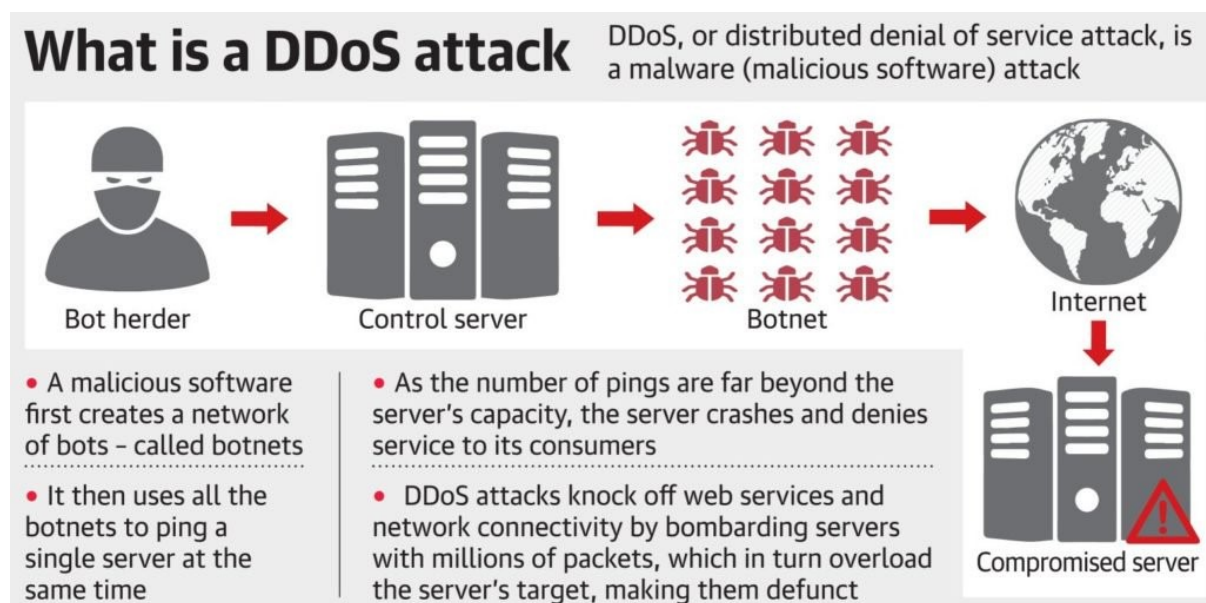 What is a DDoS attack
DDoS, or distributed denial of service attack, is
a malware (malicious software) attack
Bot herder
Control server
Botnet
Internet
Compromised server
• A malicious software
first creates a network
of bots – called botnets
• It then uses all the
botnets to ping a
single server at the
same time
• As the number of pings are far beyond the
server's capacity, the server crashes and denies
service to its consumers
• DDoS attacks knock off web services and
network connectivity by bombarding servers
with millions of packets, which in turn overload
the server's target, making them defunct